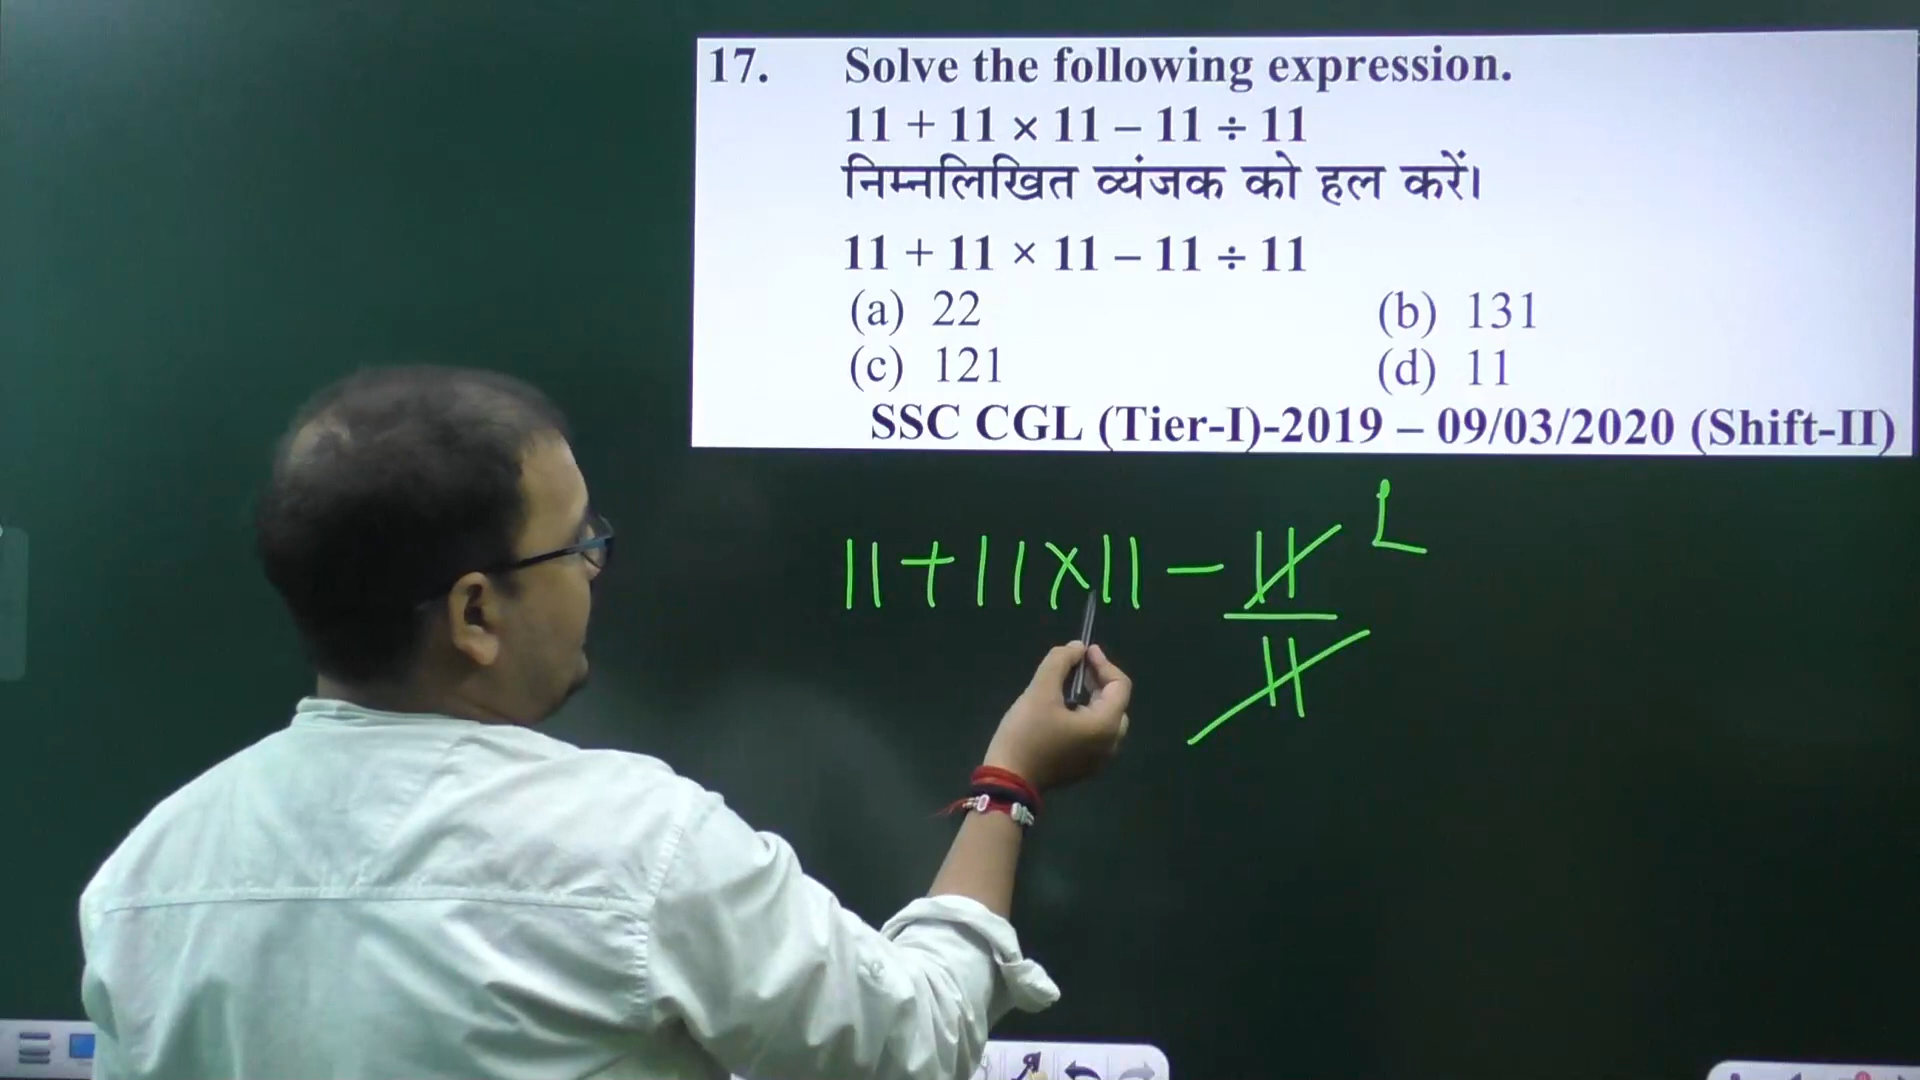 17. Solve the following expression.
11 + 11 × 11 – 11 ÷ 11
निम्नलिखित व्यंजक को हल करें।
11 + 11 × 11 – 11 ÷ 11
(a) 22 (b) 131
(c) 121 (d) 11
SSC CGL (Tier-I)-2019 – 09/03/2020 (Shift-II)
11 + 11 × 11 – 11 1
11